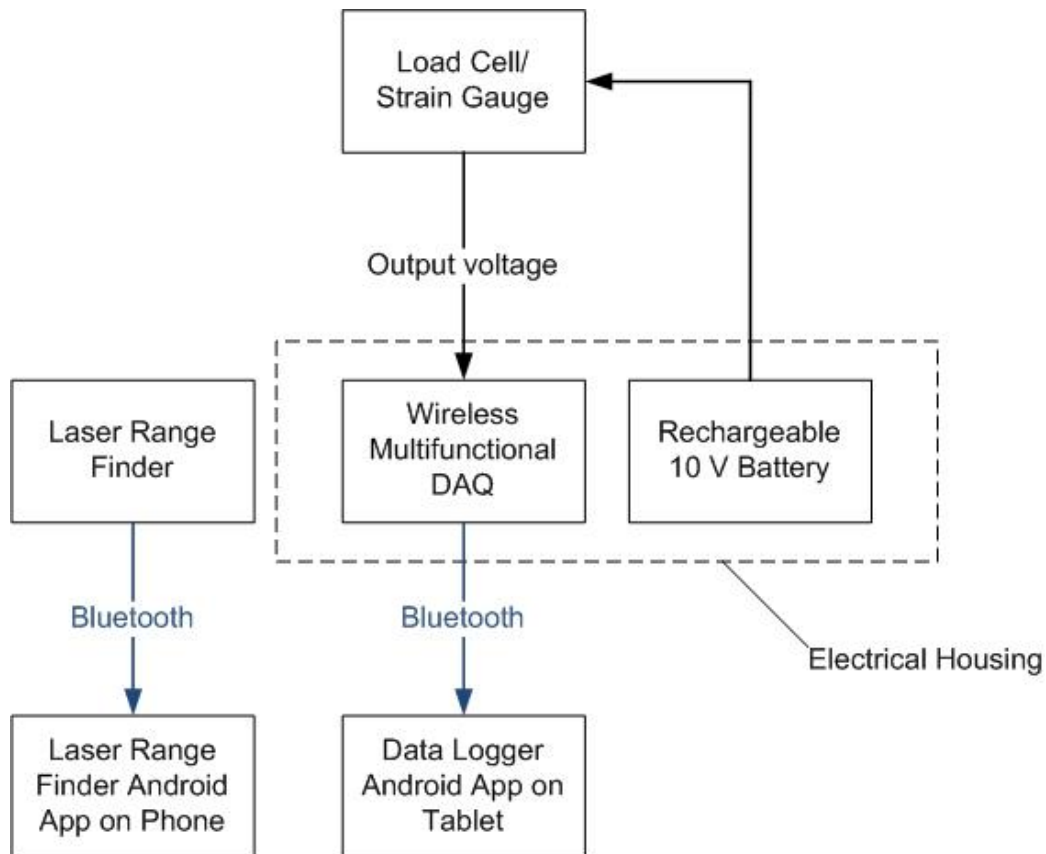 Load Cell/
Strain Gauge
Output voltage
Laser Range
Finder
Wireless
Multifunctional
DAQ
Rechargeable
10 V Battery
Bluetooth
Bluetooth
Electrical Housing
Laser Range
Finder Android
App on Phone
Data Logger
Android App on
Tablet